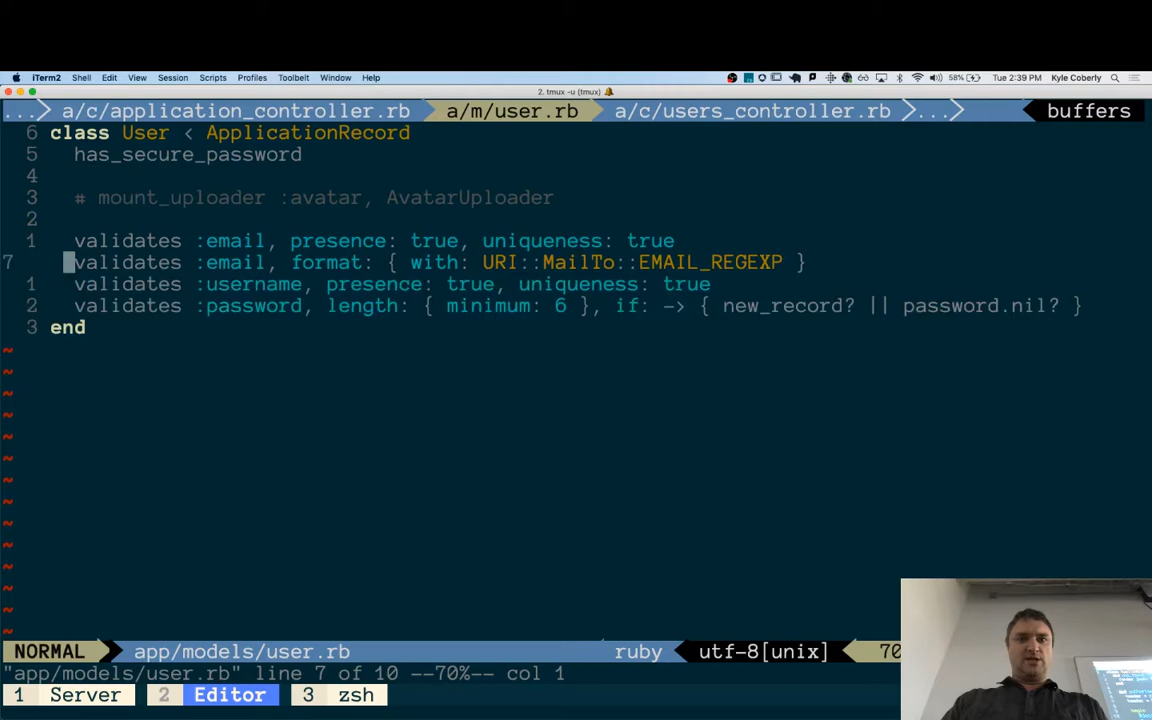 iTerm2 Shell Edit View Session Scripts Profiles Toolbelt Window Help 58% Tue 2:39 PM Kyle Coberly
2. tmux -u (tmux)
... a/c/application_controller.rb a/m/user.rb a/c/users_controller.rb ... buffers
6 class User < ApplicationRecord
5 has_secure_password
4
3 # mount_uploader :avatar, AvatarUploader
2
1 validates :email, presence: true, uniqueness: true
7 validates :email, format: { with: URI::MailTo::EMAIL_REGEXP }
1 validates :username, presence: true, uniqueness: true
2 validates :password, length: { minimum: 6 }, if: -> { new_record? || password.nil? }
3 end
~
~
~
~
~
~
~
~
~
~
~
~
~
~
NORMAL app/models/user.rb ruby utf-8[unix] 70
"app/models/user.rb" line 7 of 10 --70%-- col 1
1 Server 2 Editor 3 zsh